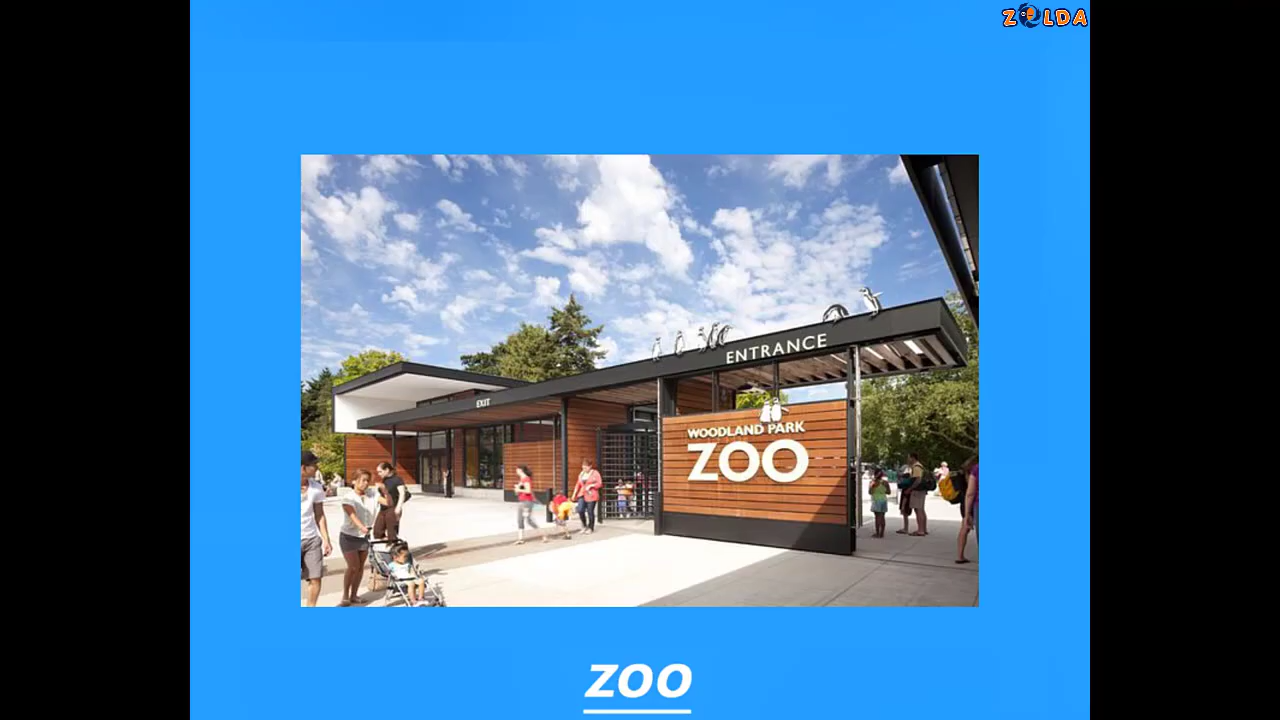 ZOLDA
ENTRANCE
EXIT
WOODLAND PARK
ZOO
ZOO